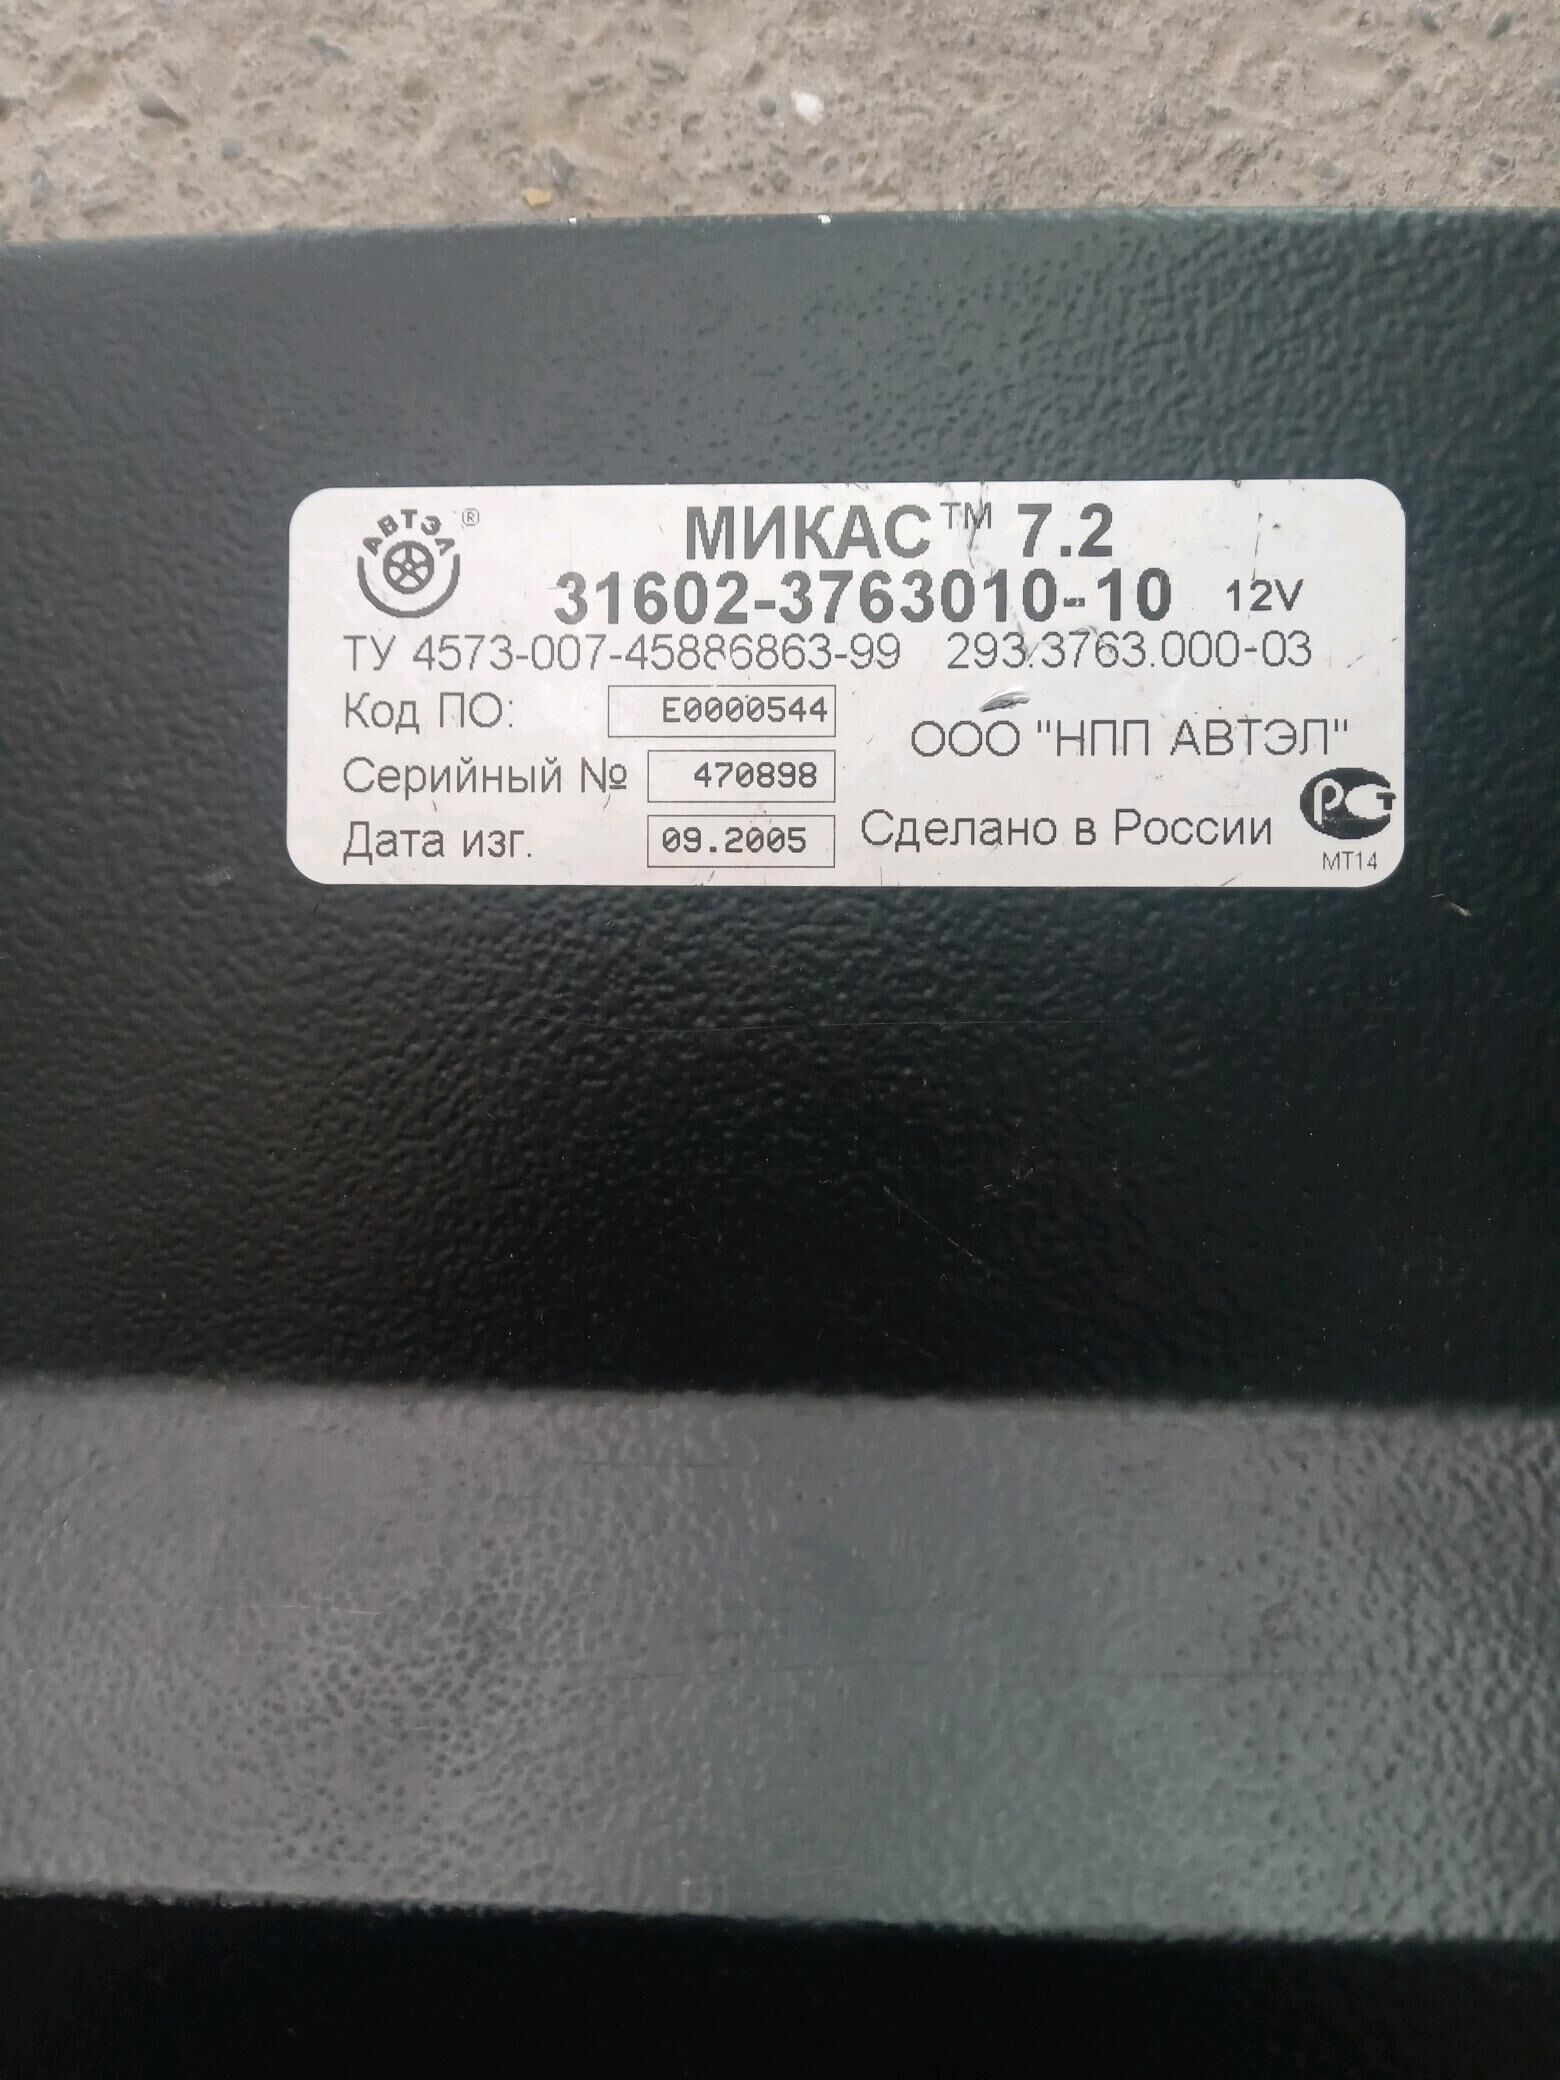 АВТЭЛ ®
МИКАС™ 7.2
31602-3763010-10 12V
ТУ 4573-007-45886863-99 293.3763.000-03
Код ПО: E0000544
ООО "НПП АВТЭЛ"
Серийный № 470898
Дата изг. 09.2005 Сделано в России
РСТ
МТ14